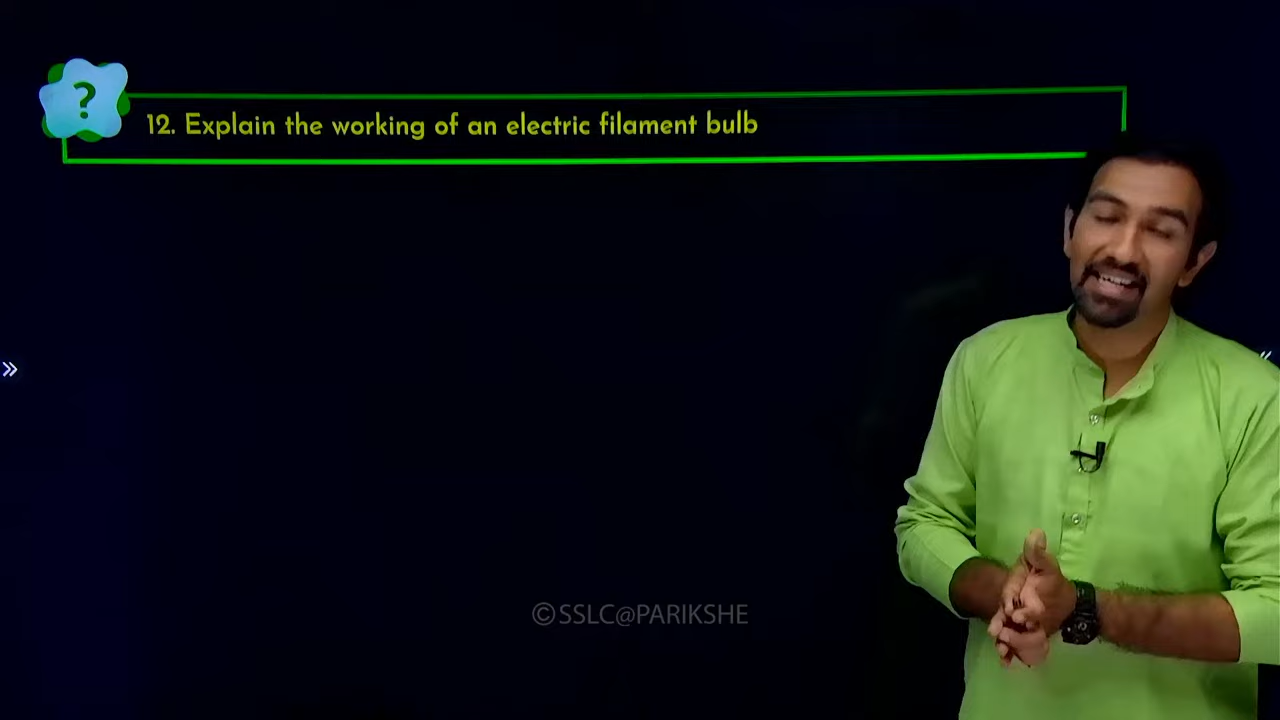 ?
12. Explain the working of an electric filament bulb
»
«
©SSLC@PARIKSHE